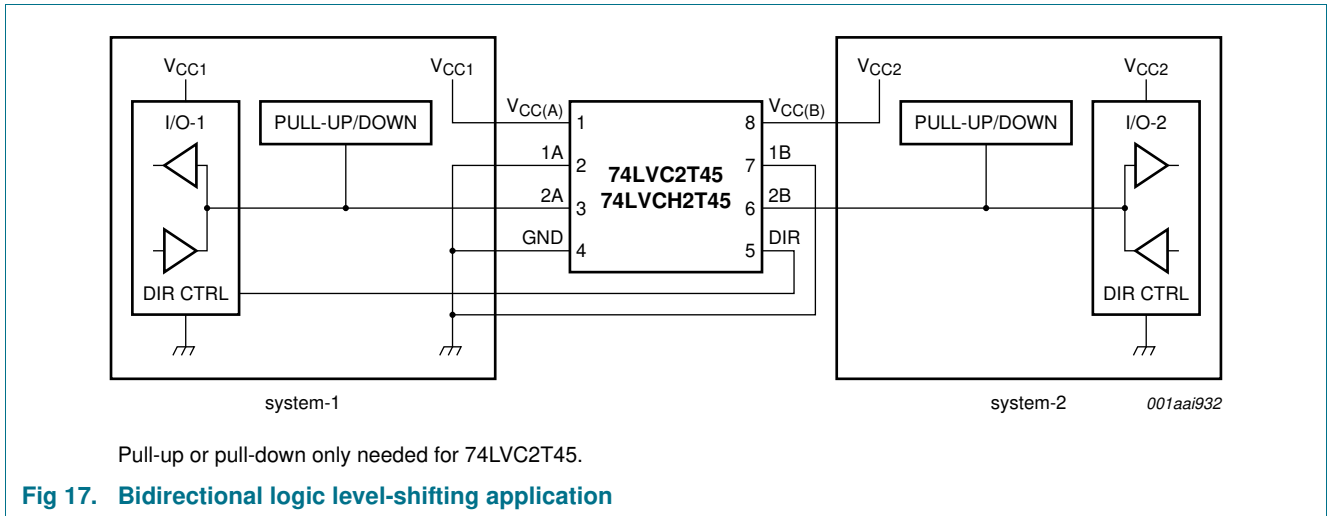 VCC1
VCC1
VCC2
VCC2
I/O-1
PULL-UP/DOWN
VCC(A)
1
8
VCC(B)
PULL-UP/DOWN
I/O-2
1A
2
74LVC2T45
7
1B
74LVCH2T45
2A
3
6
2B
GND
4
5
DIR
DIR CTRL
DIR CTRL
system-1
system-2
001aai932
Pull-up or pull-down only needed for 74LVC2T45.
Fig 17. Bidirectional logic level-shifting application